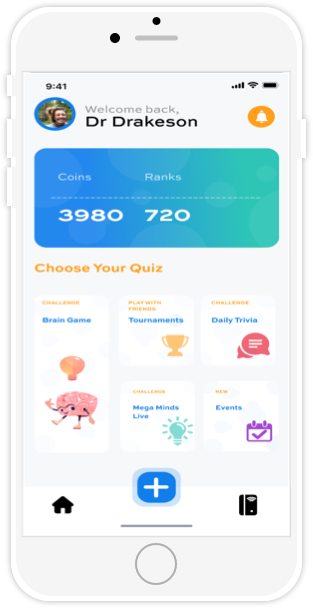 9:41
Welcome back,
Dr Drakeson
Coins
Ranks
3980
720
Choose Your Quiz
CHALLENGE
Brain Game
PLAY WITH
FRIENDS
Tournaments
CHALLENGE
Daily Trivia
CHALLENGE
Mega Minds
Live
NEW
Events